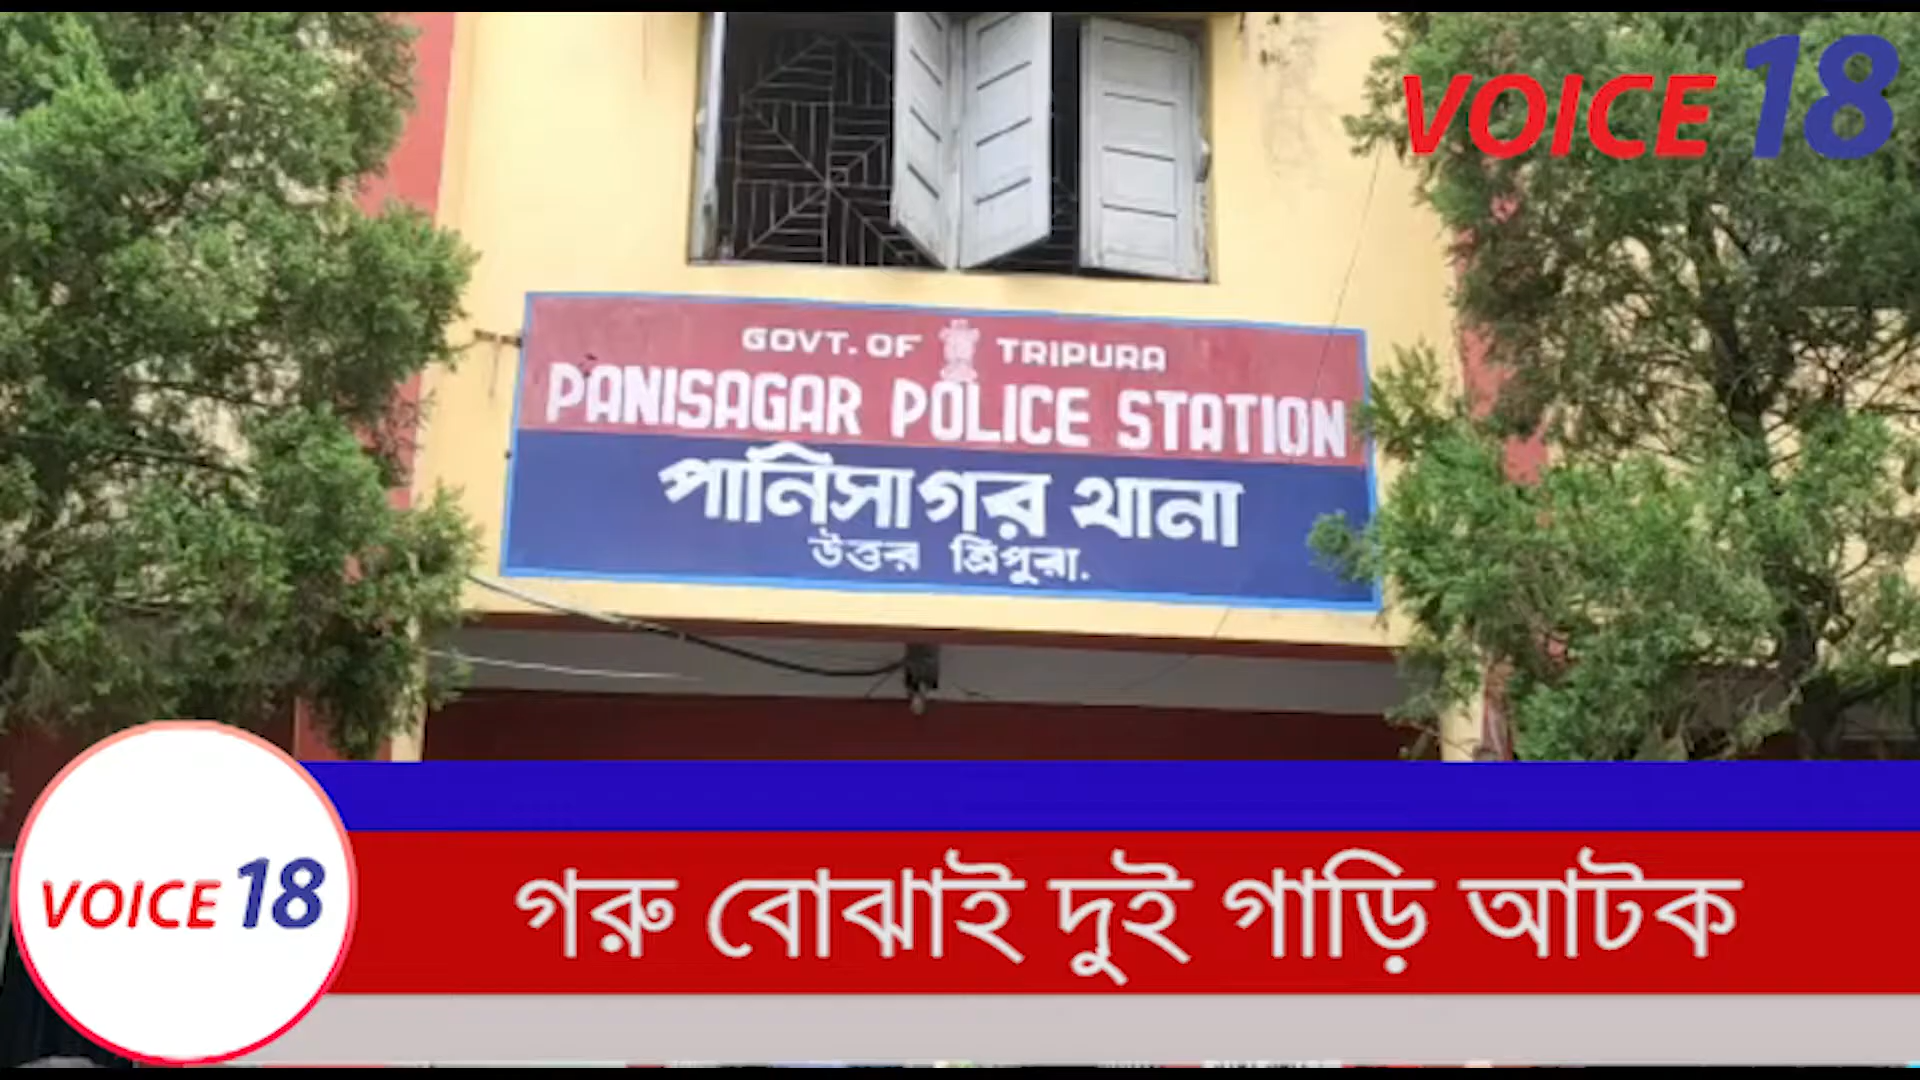 VOICE 18
GOVT. OF TRIPURA
PANISAGAR POLICE STATION
পানিসাগর থানা
উত্তর ত্রিপুরা.
VOICE 18
গরু বোঝাই দুই গাড়ি আটক